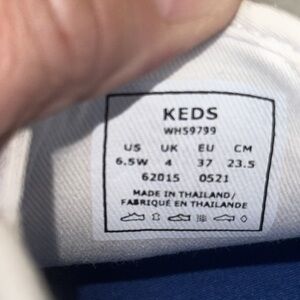 KEDS
WH59799
US UK EU CM
6.5W 4 37 23.5
62015 0521
MADE IN THAILAND/
FABRIQUÉ EN THAÏLANDE